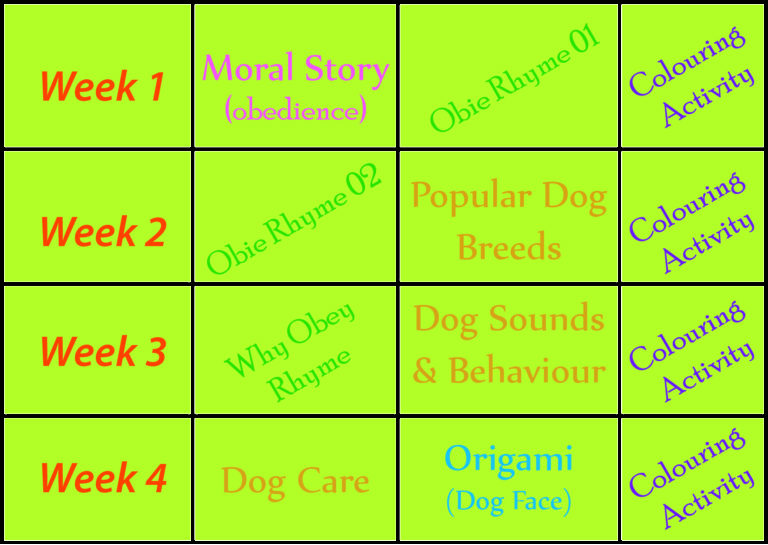 Week 1
Moral Story
(obedience)
Obie Rhyme 01
Colouring
Activity
Week 2
Obie Rhyme 02
Popular Dog
Breeds
Colouring
Activity
Week 3
Why Obey
Rhyme
Dog Sounds
& Behaviour
Colouring
Activity
Week 4
Dog Care
Origami
(Dog Face)
Colouring
Activity